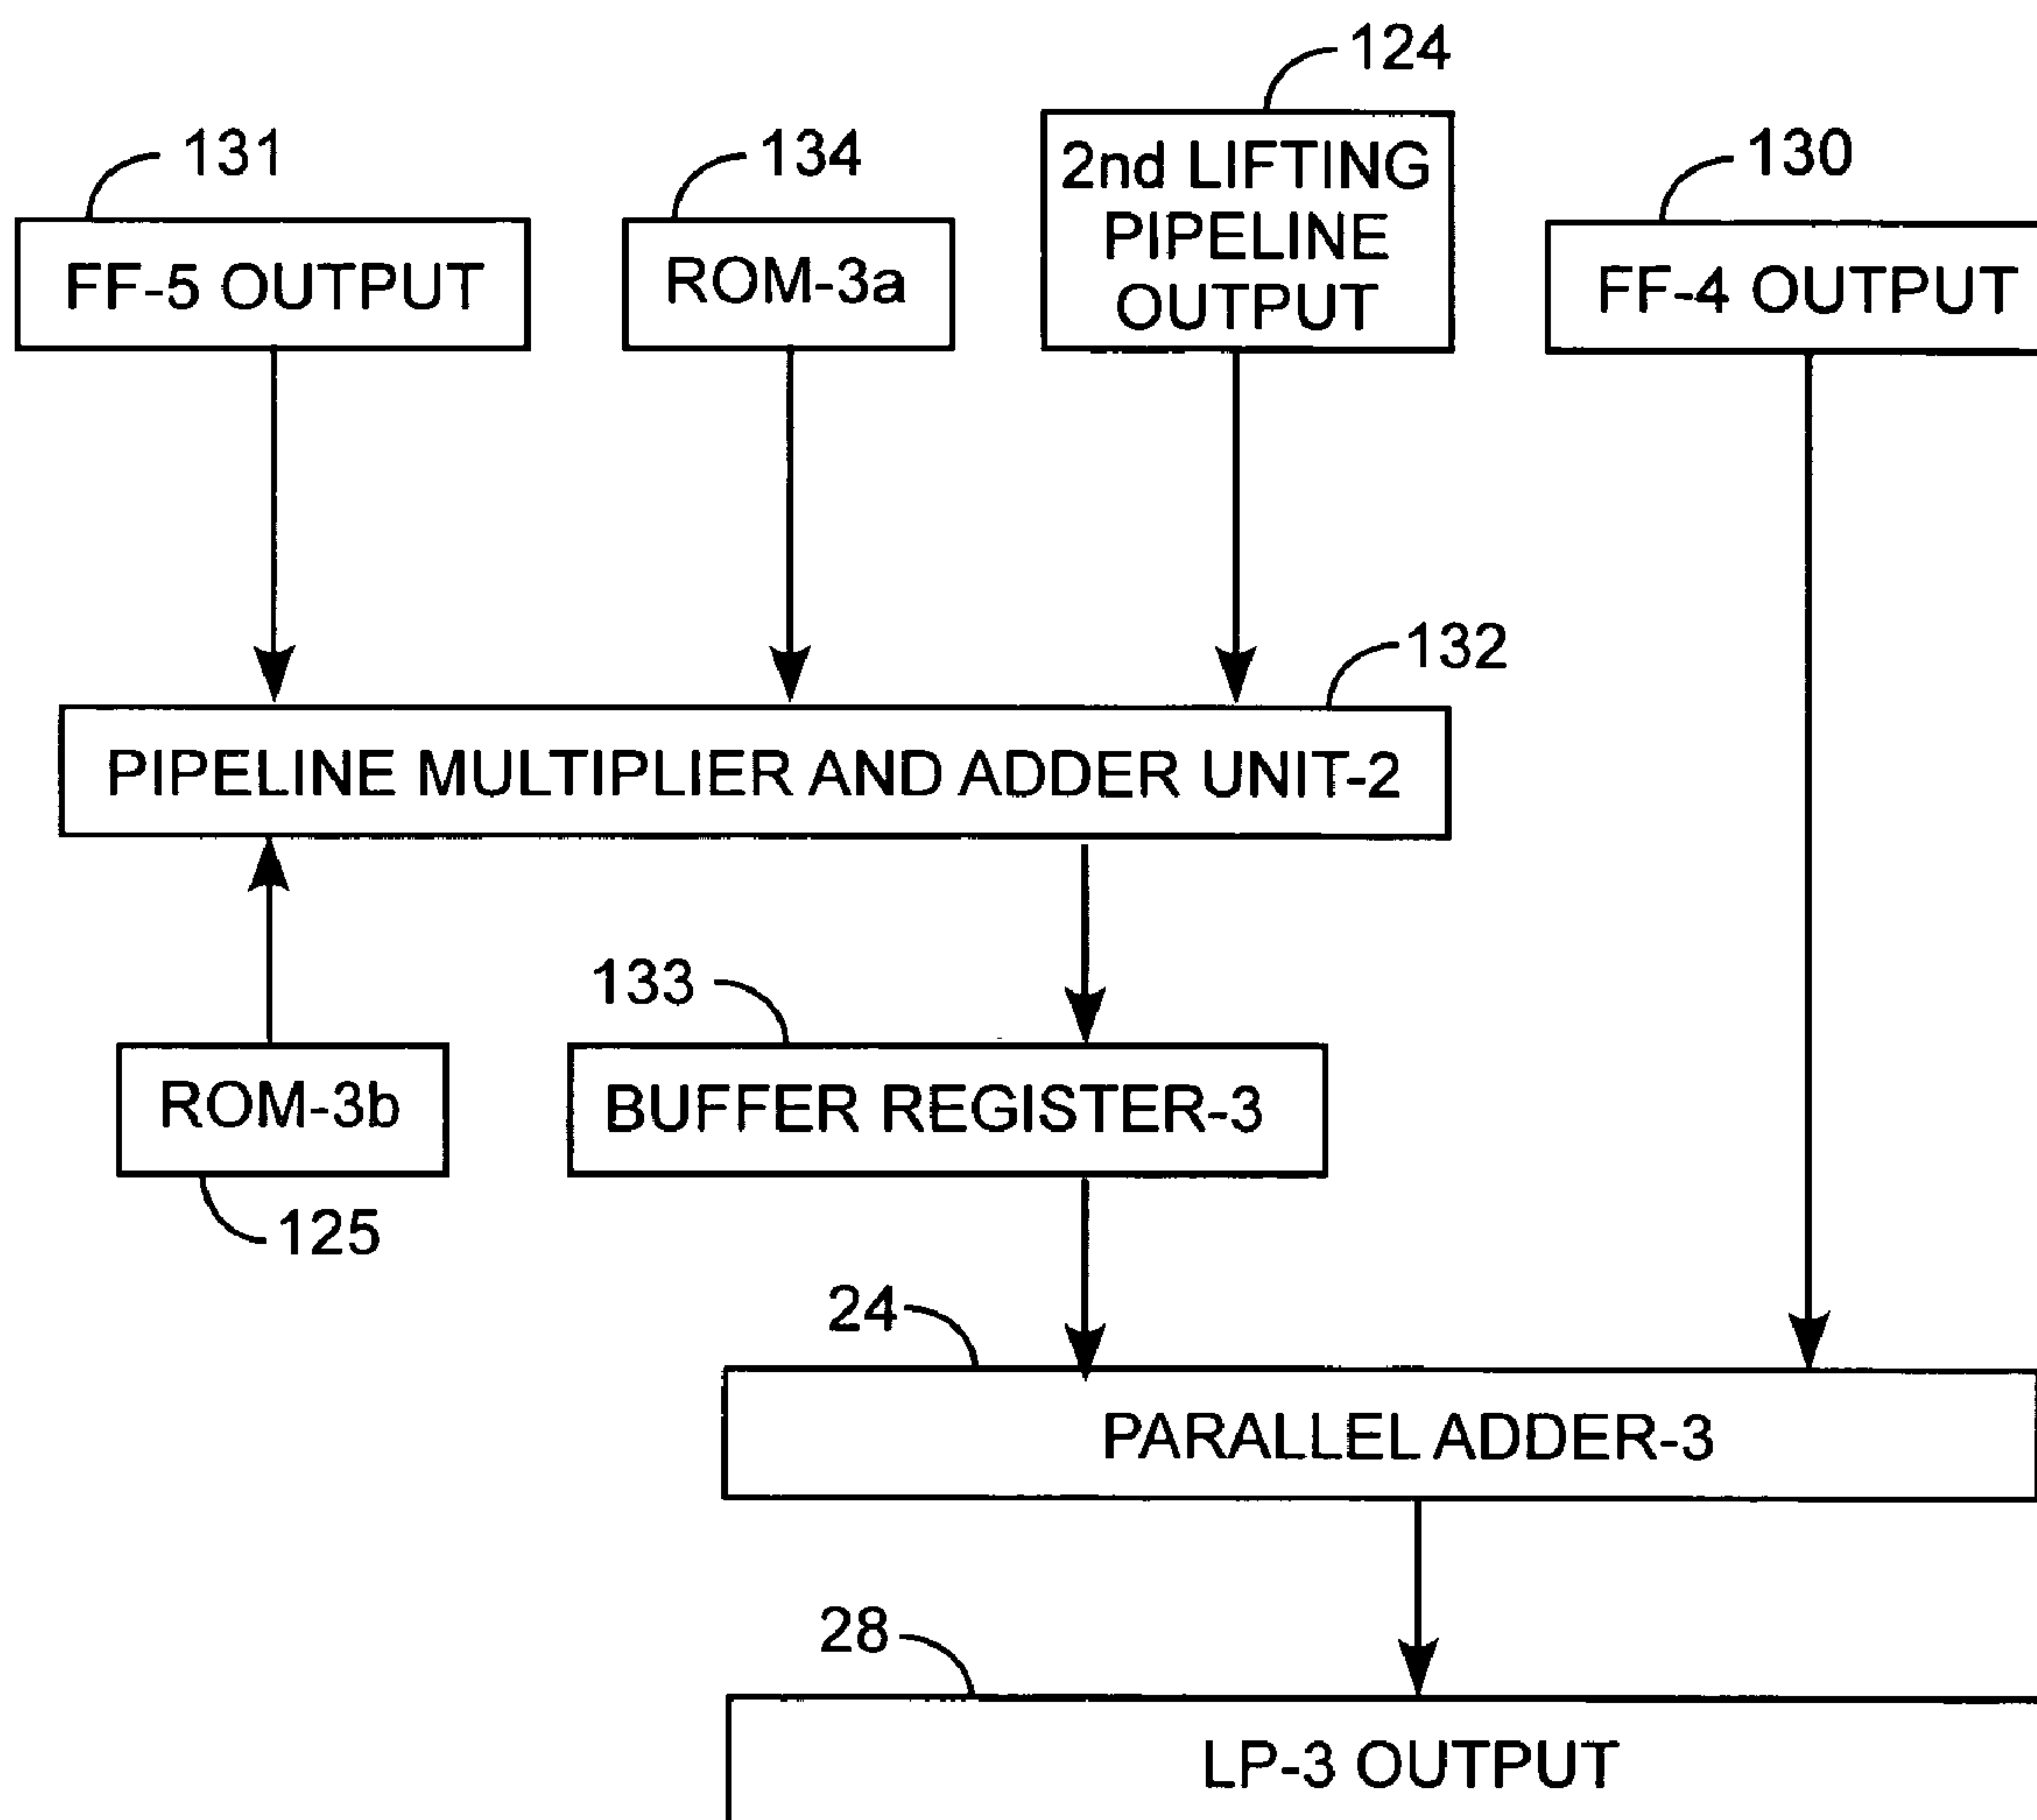 124
131
134
130
2nd LIFTING
PIPELINE
OUTPUT
FF-5 OUTPUT
ROM-3a
FF-4 OUTPUT
132
PIPELINE MULTIPLIER AND ADDER UNIT-2
133
ROM-3b
BUFFER REGISTER-3
125
24
PARALLEL ADDER-3
28
LP-3 OUTPUT